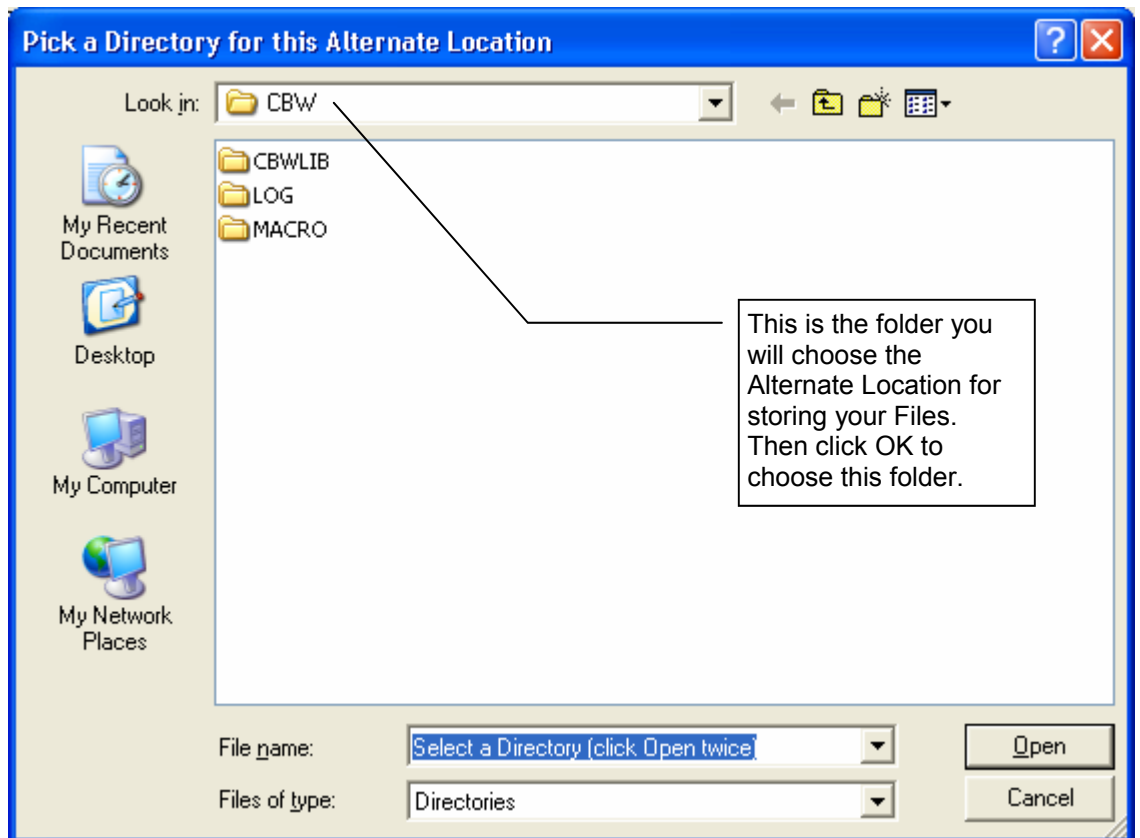 Pick a Directory for this Alternate Location
Look in:
CBW
CBWLIB
LOG
MACRO
My Recent
Documents
Desktop
My Computer
My Network
Places
This is the folder you
will choose the
Alternate Location for
storing your Files.
Then click OK to
choose this folder.
File name:
Select a Directory (click Open twice)
Open
Files of type:
Directories
Cancel